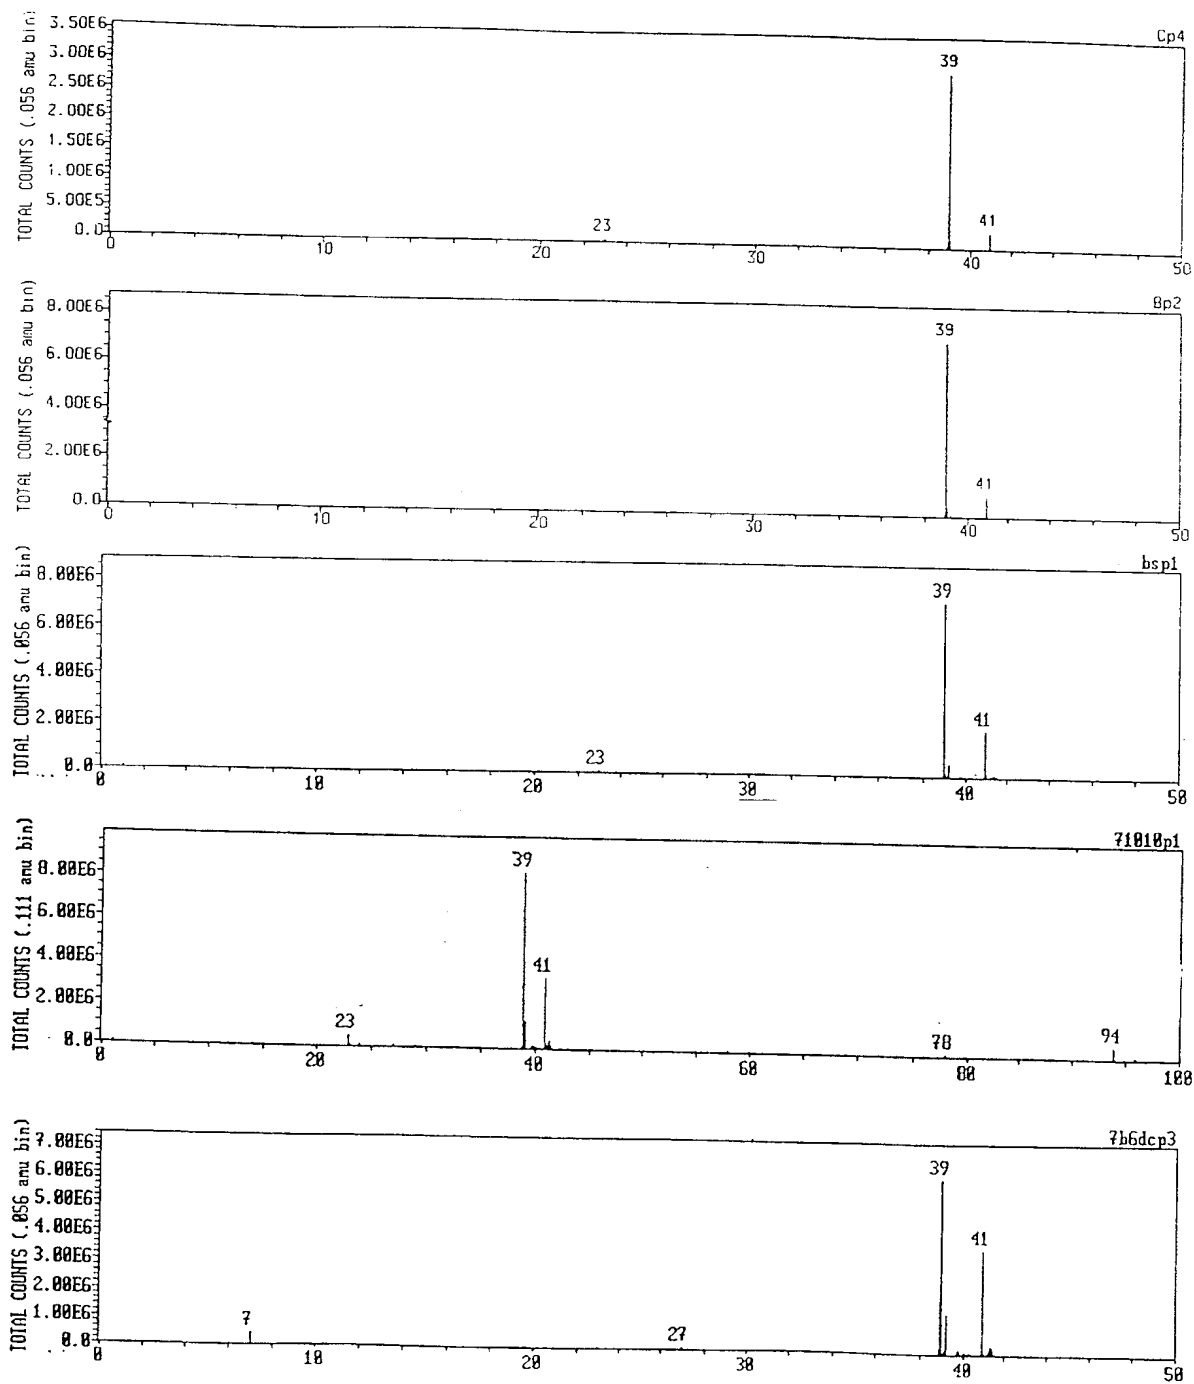 Cp4
TOTAL COUNTS (.056 amu bin)
3.50E6
3.00E6
2.50E6
2.00E6
1.50E6
1.00E6
5.00E5
0.0
39
41
23
0 10 20 30 40 50
Bp2
TOTAL COUNTS (.056 amu bin)
8.00E6
6.00E6
4.00E6
2.00E6
0.0
39
41
0 10 20 30 40 50
bsp1
TOTAL COUNTS (.056 amu bin)
8.00E6
6.00E6
4.00E6
2.00E6
0.0
39
41
23
0 10 20 30 40 50
71010p1
TOTAL COUNTS (.111 amu bin)
8.00E6
6.00E6
4.00E6
2.00E6
0.0
39
41
23
78
94
0 20 40 60 80 100
7b6dcp3
TOTAL COUNTS (.056 amu bin)
7.00E6
6.00E6
5.00E6
4.00E6
3.00E6
2.00E6
1.00E6
0.0
39
41
7
27
0 10 20 30 40 50